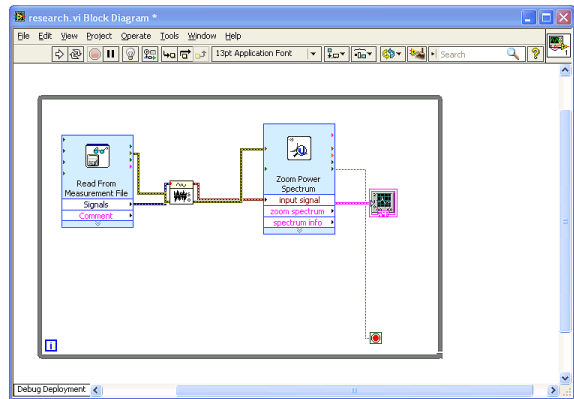 research.vi Block Diagram *
File Edit View Project Operate Tools Window Help
13pt Application Font
Search
1
Read From
Measurement File
Signals
Comment
Zoom Power
Spectrum
input signal
zoom spectrum
spectrum info
i
Debug Deployment